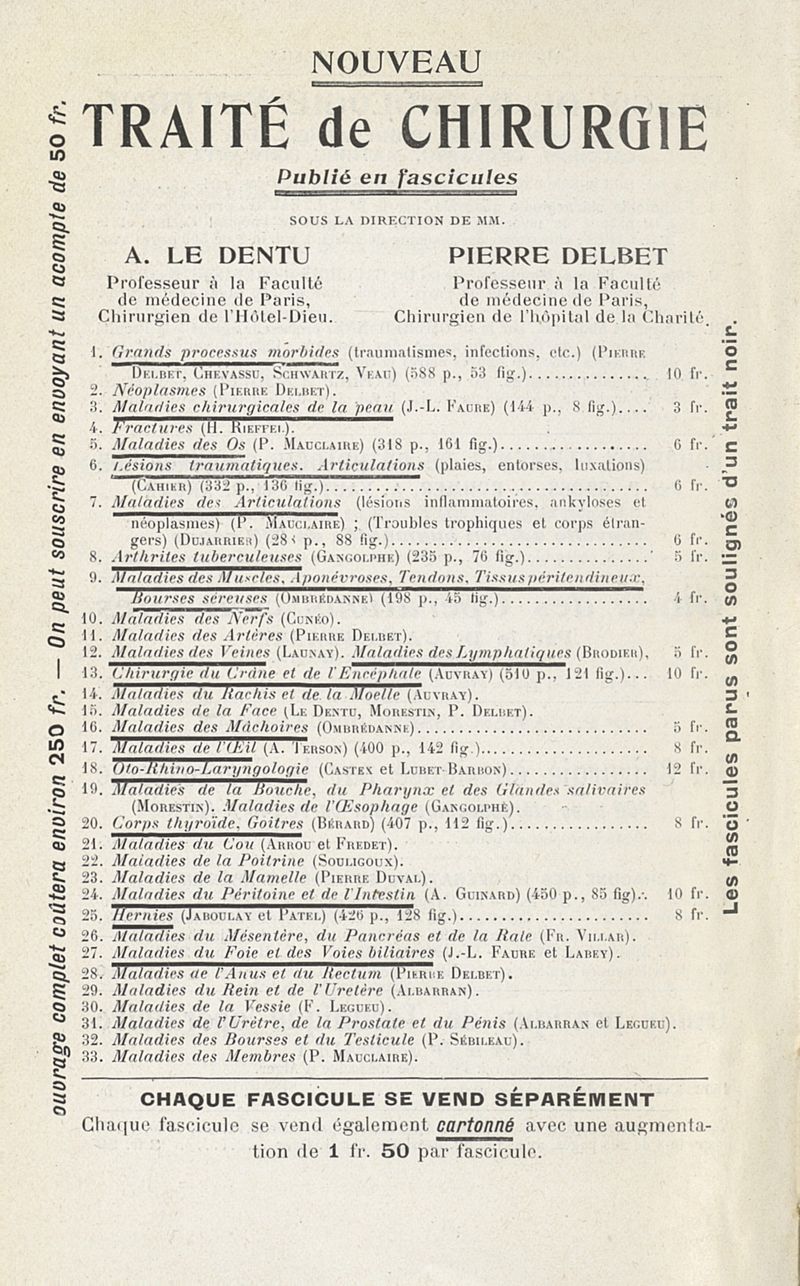 NOUVEAU
TRAITÉ de CHIRURGIE
Publié en fascicules
SOUS LA DIRECTION DE MM.
A. LE DENTU
Professeur à la Faculté
de médecine de Paris,
Chirurgien de l'Hôtel-Dieu.
PIERRE DELBET
Professeur à la Faculté
de médecine de Paris,
Chirurgien de l'hôpital de la Charité.
1. Grands processus morbides (traumatismes, infections, etc.) (PIERRE
DELBET, CHEVASSU, SCHWARTZ, VEAU) (588 p., 53 fig.)................ 10 fr.
2. Néoplasmes (PIERRE DELBET).
3. Maladies chirurgicales de la peau (J.-L. FAURE) (144 p., 8 fig.).... 3 fr.
4. Fractures (H. RIEFFEL).
5. Maladies des Os (P. MAUCLAIRE) (318 p., 161 fig.).................... 6 fr.
6. Lésions traumatiques. Articulations (plaies, entorses, luxations)
(CAHIER) (332 p., 136 fig.)........................................ 6 fr.
7. Maladies des Articulations (lésions inflammatoires, ankyloses et
néoplasmes) (P. MAUCLAIRE) ; (Troubles trophiques et corps étran-
gers) (DUJARRIER) (28 p., 88 fig.)................................ 6 fr.
8. Arthrites tuberculeuses (GANGOLPHE) (235 p., 76 fig.)............... 5 fr.
9. Maladies des Muscles, Aponévroses, Tendons, Tissus péritendineux,
Bourses séreuses (OMBRÉDANNE) (198 p., 45 fig.).................... 4 fr.
10. Maladies des Nerfs (CUNÉO).
11. Maladies des Artères (PIERRE DELBET).
12. Maladies des Veines (LAUNAY). Maladies des Lymphatiques (BRODIER), 5 fr.
13. Chirurgie du Crâne et de l'Encéphale (AUVRAY) (510 p., 121 fig.)... 10 fr.
14. Maladies du Rachis et de la Moelle (AUVRAY).
15. Maladies de la Face (LE DENTU, MORESTIN, P. DELBET).
16. Maladies des Mâchoires (OMBRÉDANNE)................................ 5 fr.
17. Maladies de l'Œil (A. TERSON) (400 p., 142 fig.)................... 8 fr.
18. Oto-Rhino-Laryngologie (CASTEX et LUBET-BARBON)................... 12 fr.
19. Maladies de la Bouche, du Pharynx et des Glandes salivaires
(MORESTIN). Maladies de l'Œsophage (GANGOLPHE).
20. Corps thyroïde, Goitres (BÉRARD) (407 p., 112 fig.)................ 8 fr.
21. Maladies du Cou (ARROU et FREDET).
22. Maladies de la Poitrine (SOULIGOUX).
23. Maladies de la Mamelle (PIERRE DUVAL).
24. Maladies du Péritoine et de l'Intestin (A. GUINARD) (450 p., 85 fig).. 10 fr.
25. Hernies (JABOULAY et PATEL) (426 p., 128 fig.)..................... 8 fr.
26. Maladies du Mésentère, du Pancréas et de la Rate (FR. VILLAR).
27. Maladies du Foie et des Voies biliaires (J.-L. FAURE et LABEY).
28. Maladies de l'Anus et du Rectum (PIERRE DELBET).
29. Maladies du Rein et de l'Uretère (ALBARRAN).
30. Maladies de la Vessie (F. LEGUEU).
31. Maladies de l'Urètre, de la Prostate et du Pénis (ALBARRAN et LEGUEU).
32. Maladies des Bourses et du Testicule (P. SÉBILEAU).
33. Maladies des Membres (P. MAUCLAIRE).
CHAQUE FASCICULE SE VEND SÉPARÉMENT
Chaque fascicule se vend également cartonné avec une augmenta-
tion de 1 fr. 50 par fascicule.
ouvrage complet coûtera environ 250 fr. — On peut souscrire en envoyant un acompte de 50 fr.
Les fascicules parus sont soulignés d'un trait noir.